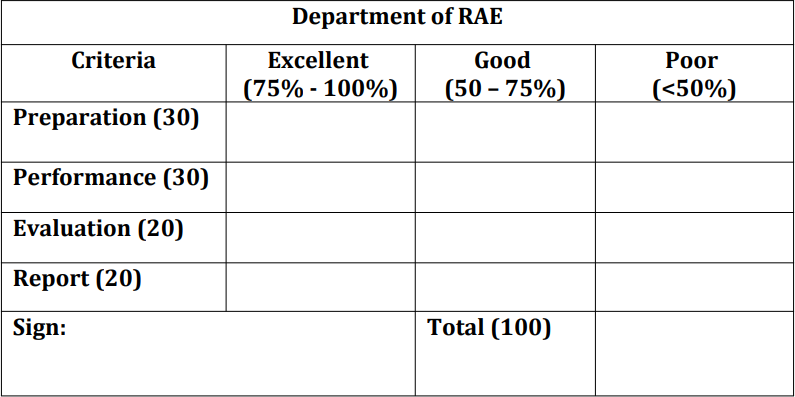 Department of RAE
Criteria Excellent Good Poor
(75% - 100%) (50 – 75%) (<50%)
Preparation (30)
Performance (30)
Evaluation (20)
Report (20)
Sign: Total (100)